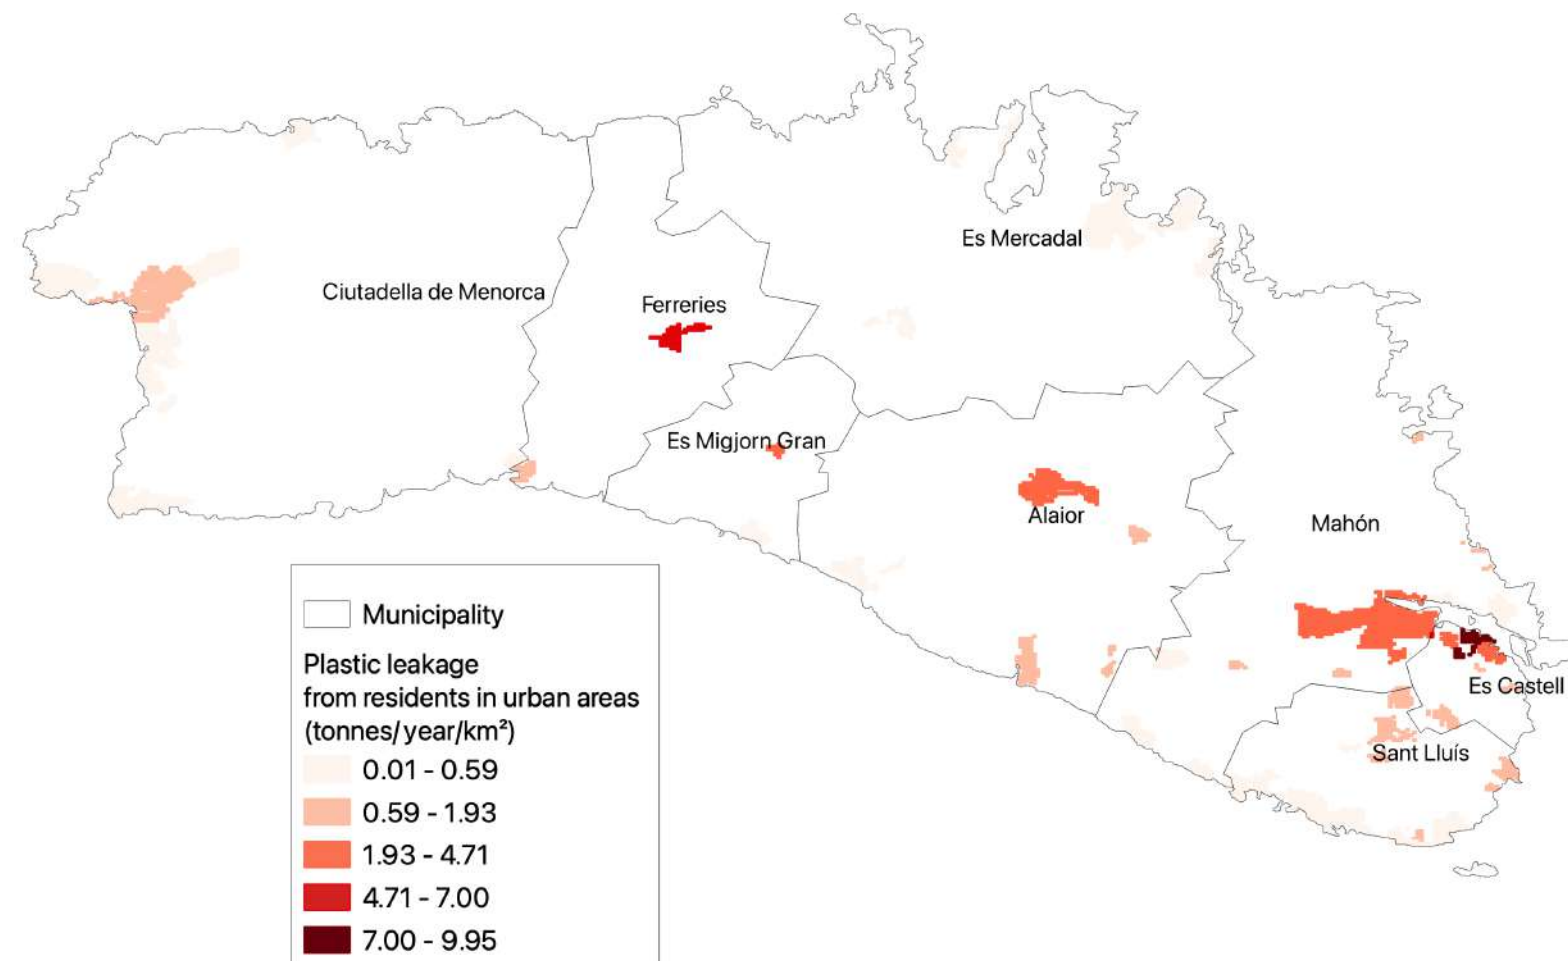 Es Mercadal
Ciutadella de Menorca
Ferreries
Es Migjorn Gran
Alaior
Mahón
Es Castell
Sant Lluís
Municipality
Plastic leakage
from residents in urban areas
(tonnes/year/km²)
0.01 - 0.59
0.59 - 1.93
1.93 - 4.71
4.71 - 7.00
7.00 - 9.95